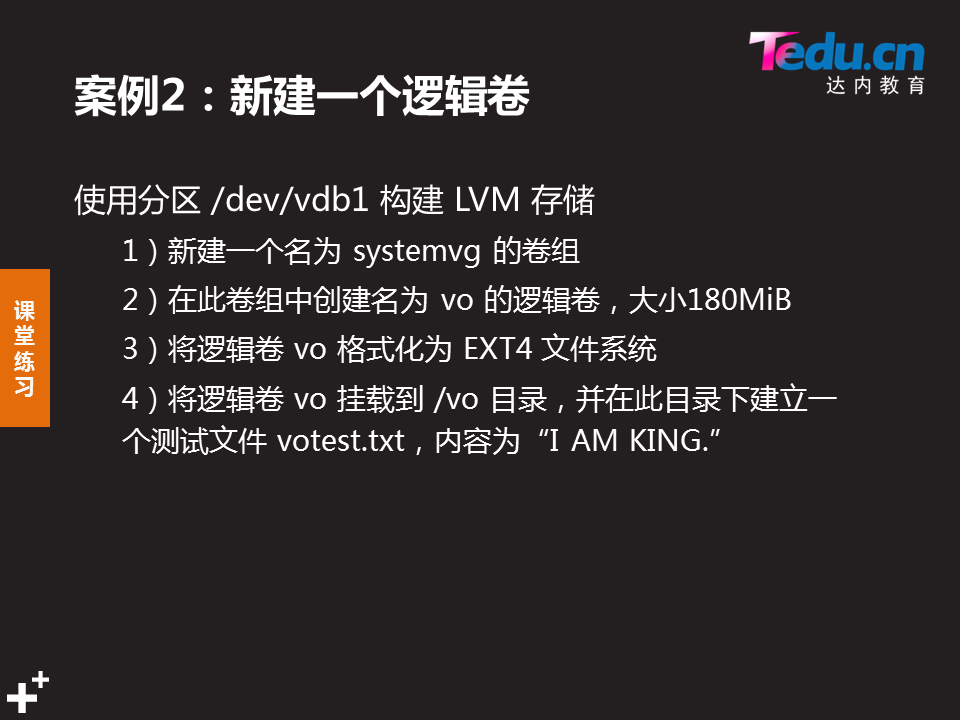 Tedu.cn
达内教育
案例2：新建一个逻辑卷
使用分区 /dev/vdb1 构建 LVM 存储
1）新建一个名为 systemvg 的卷组
2）在此卷组中创建名为 vo 的逻辑卷，大小180MiB
3）将逻辑卷 vo 格式化为 EXT4 文件系统
4）将逻辑卷 vo 挂载到 /vo 目录，并在此目录下建立一
个测试文件 votest.txt，内容为“I AM KING.”
课
堂
练
习